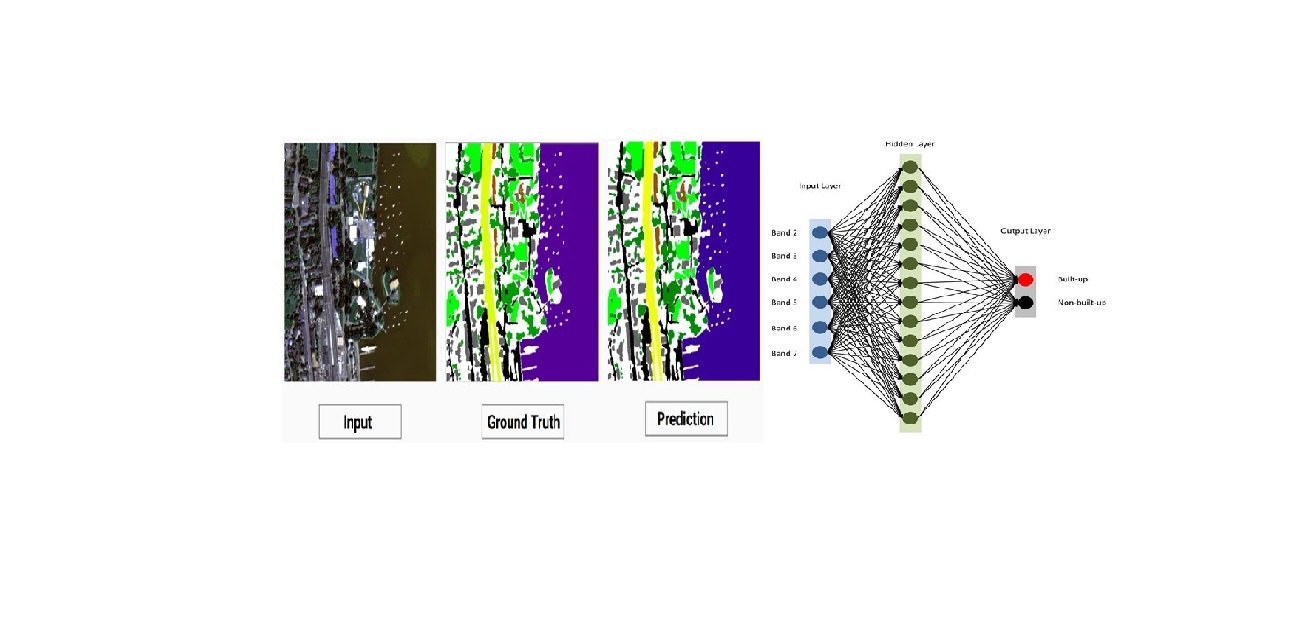 Input
Ground Truth
Prediction
Hidden Layer
Input Layer
Output Layer
Band 2
Band 3
Band 4
Band 5
Band 6
Band 7
Built-up
Non-built-up